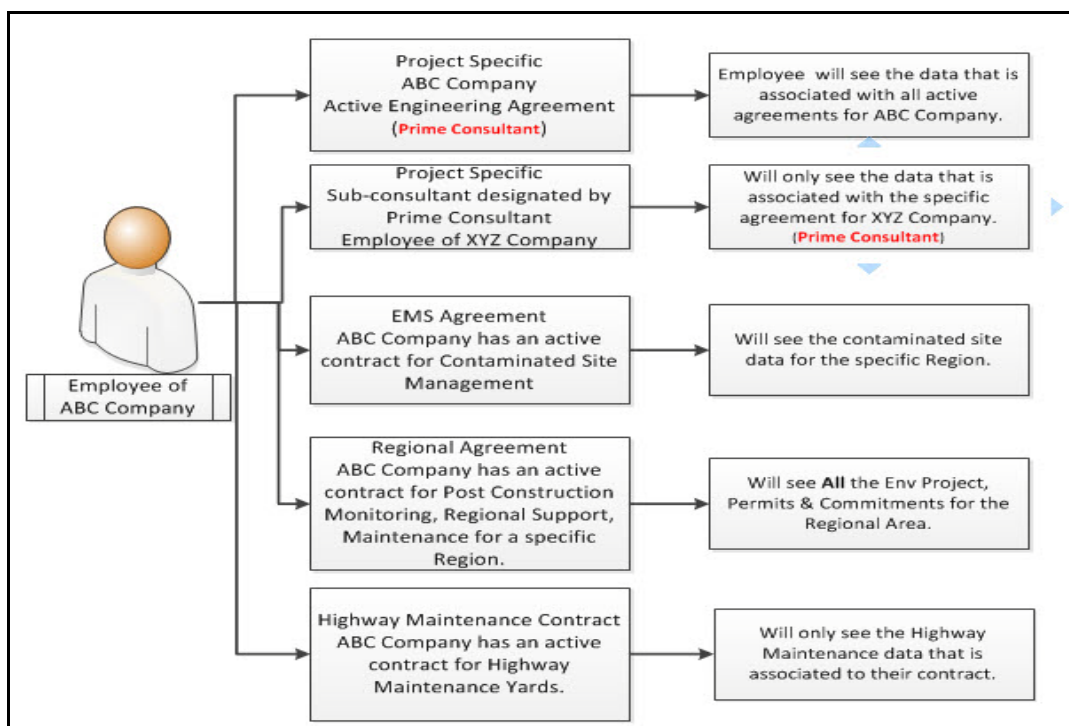 Project Specific
ABC Company
Active Engineering Agreement
(Prime Consultant)
Employee will see the data that is
associated with all active
agreements for ABC Company.
Project Specific
Sub-consultant designated by
Prime Consultant
Employee of XYZ Company
Will only see the data that is
associated with the specific
agreement for XYZ Company.
(Prime Consultant)
Employee of
ABC Company
EMS Agreement
ABC Company has an active
contract for Contaminated Site
Management
Will see the contaminated site
data for the specific Region.
Regional Agreement
ABC Company has an active
contract for Post Construction
Monitoring, Regional Support,
Maintenance for a specific
Region.
Will see All the Env Project,
Permits & Commitments for the
Regional Area.
Highway Maintenance Contract
ABC Company has an active
contract for Highway
Maintenance Yards.
Will only see the Highway
Maintenance data that is
associated to their contract.